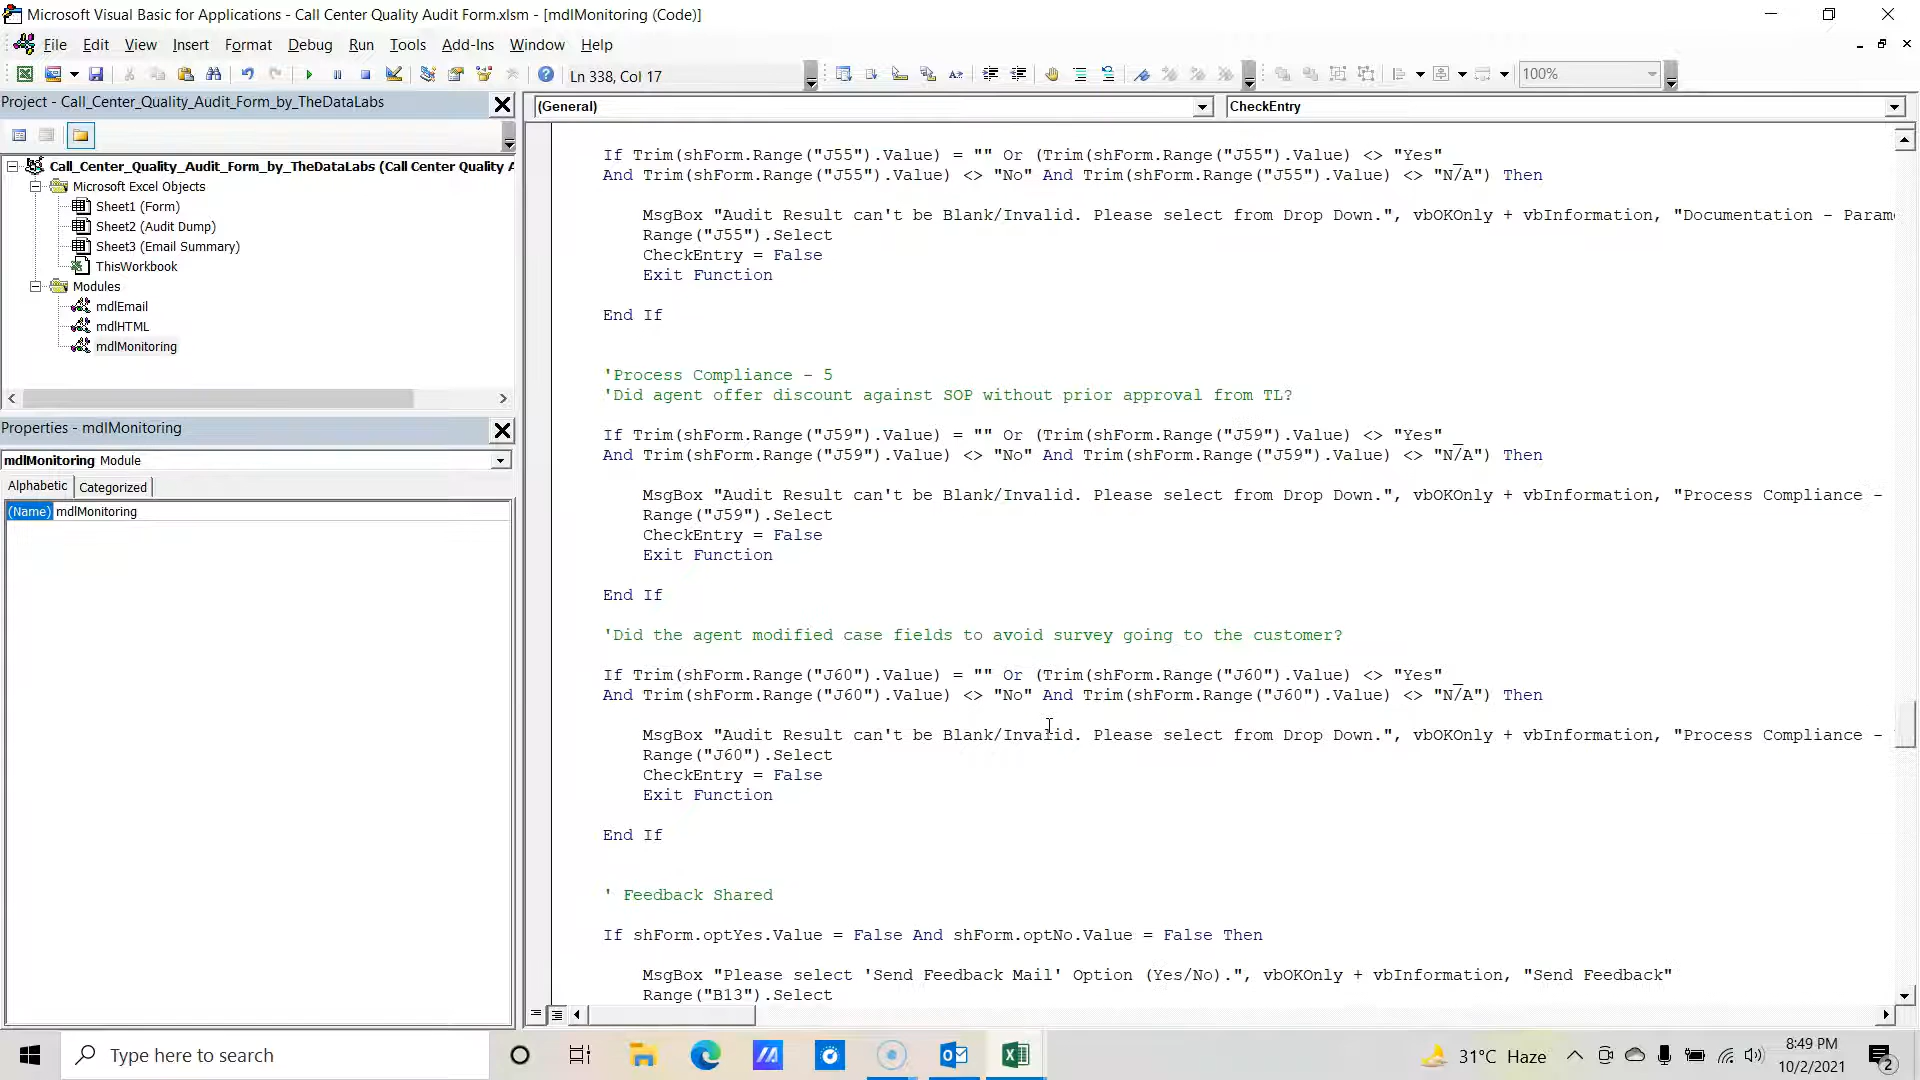 Microsoft Visual Basic for Applications - Call Center Quality Audit Form.xlsm - [mdlMonitoring (Code)]
File Edit View Insert Format Debug Run Tools Add-Ins Window Help
Ln 338, Col 17
100%
Project - Call_Center_Quality_Audit_Form_by_TheDataLabs
(General)
CheckEntry
Call_Center_Quality_Audit_Form_by_TheDataLabs (Call Center Quality A
Microsoft Excel Objects
Sheet1 (Form)
Sheet2 (Audit Dump)
Sheet3 (Email Summary)
ThisWorkbook
Modules
mdlEmail
mdlHTML
mdlMonitoring
Properties - mdlMonitoring
mdlMonitoring Module
Alphabetic Categorized
(Name) mdlMonitoring
If Trim(shForm.Range("J55").Value) = "" Or (Trim(shForm.Range("J55").Value) <> "Yes" _
And Trim(shForm.Range("J55").Value) <> "No" And Trim(shForm.Range("J55").Value) <> "N/A") Then
MsgBox "Audit Result can't be Blank/Invalid. Please select from Drop Down.", vbOKOnly + vbInformation, "Documentation - Param
Range("J55").Select
CheckEntry = False
Exit Function
End If
'Process Compliance - 5
'Did agent offer discount against SOP without prior approval from TL?
If Trim(shForm.Range("J59").Value) = "" Or (Trim(shForm.Range("J59").Value) <> "Yes" _
And Trim(shForm.Range("J59").Value) <> "No" And Trim(shForm.Range("J59").Value) <> "N/A") Then
MsgBox "Audit Result can't be Blank/Invalid. Please select from Drop Down.", vbOKOnly + vbInformation, "Process Compliance -
Range("J59").Select
CheckEntry = False
Exit Function
End If
'Did the agent modified case fields to avoid survey going to the customer?
If Trim(shForm.Range("J60").Value) = "" Or (Trim(shForm.Range("J60").Value) <> "Yes" _
And Trim(shForm.Range("J60").Value) <> "No" And Trim(shForm.Range("J60").Value) <> "N/A") Then
MsgBox "Audit Result can't be Blank/Invalid. Please select from Drop Down.", vbOKOnly + vbInformation, "Process Compliance -
Range("J60").Select
CheckEntry = False
Exit Function
End If
' Feedback Shared
If shForm.optYes.Value = False And shForm.optNo.Value = False Then
MsgBox "Please select 'Send Feedback Mail' Option (Yes/No).", vbOKOnly + vbInformation, "Send Feedback"
Range("B13").Select
Type here to search
31°C Haze
8:49 PM
10/2/2021
2